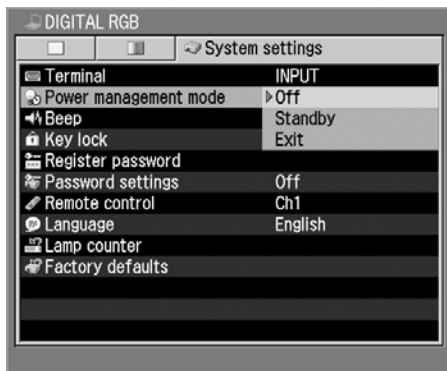 DIGITAL RGB
System settings
Terminal INPUT
Power management mode Off
Beep Standby
Key lock Exit
Register password
Password settings Off
Remote control Ch1
Language English
Lamp counter
Factory defaults